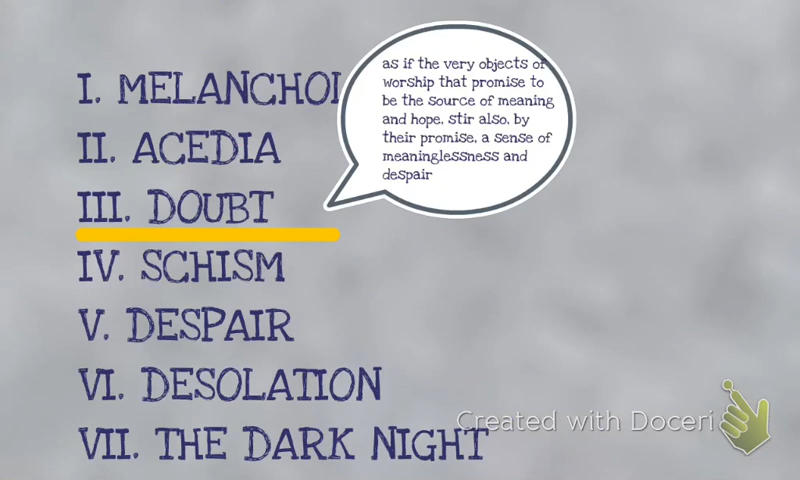 I. MELANCHOL
II. ACEDIA
III. DOUBT
IV. SCHISM
V. DESPAIR
VI. DESOLATION
VII. THE DARK NIGHT
as if the very objects of
worship that promise to
be the source of meaning
and hope, stir also, by
their promise, a sense of
meaninglessness and
despair
Created with Doceri